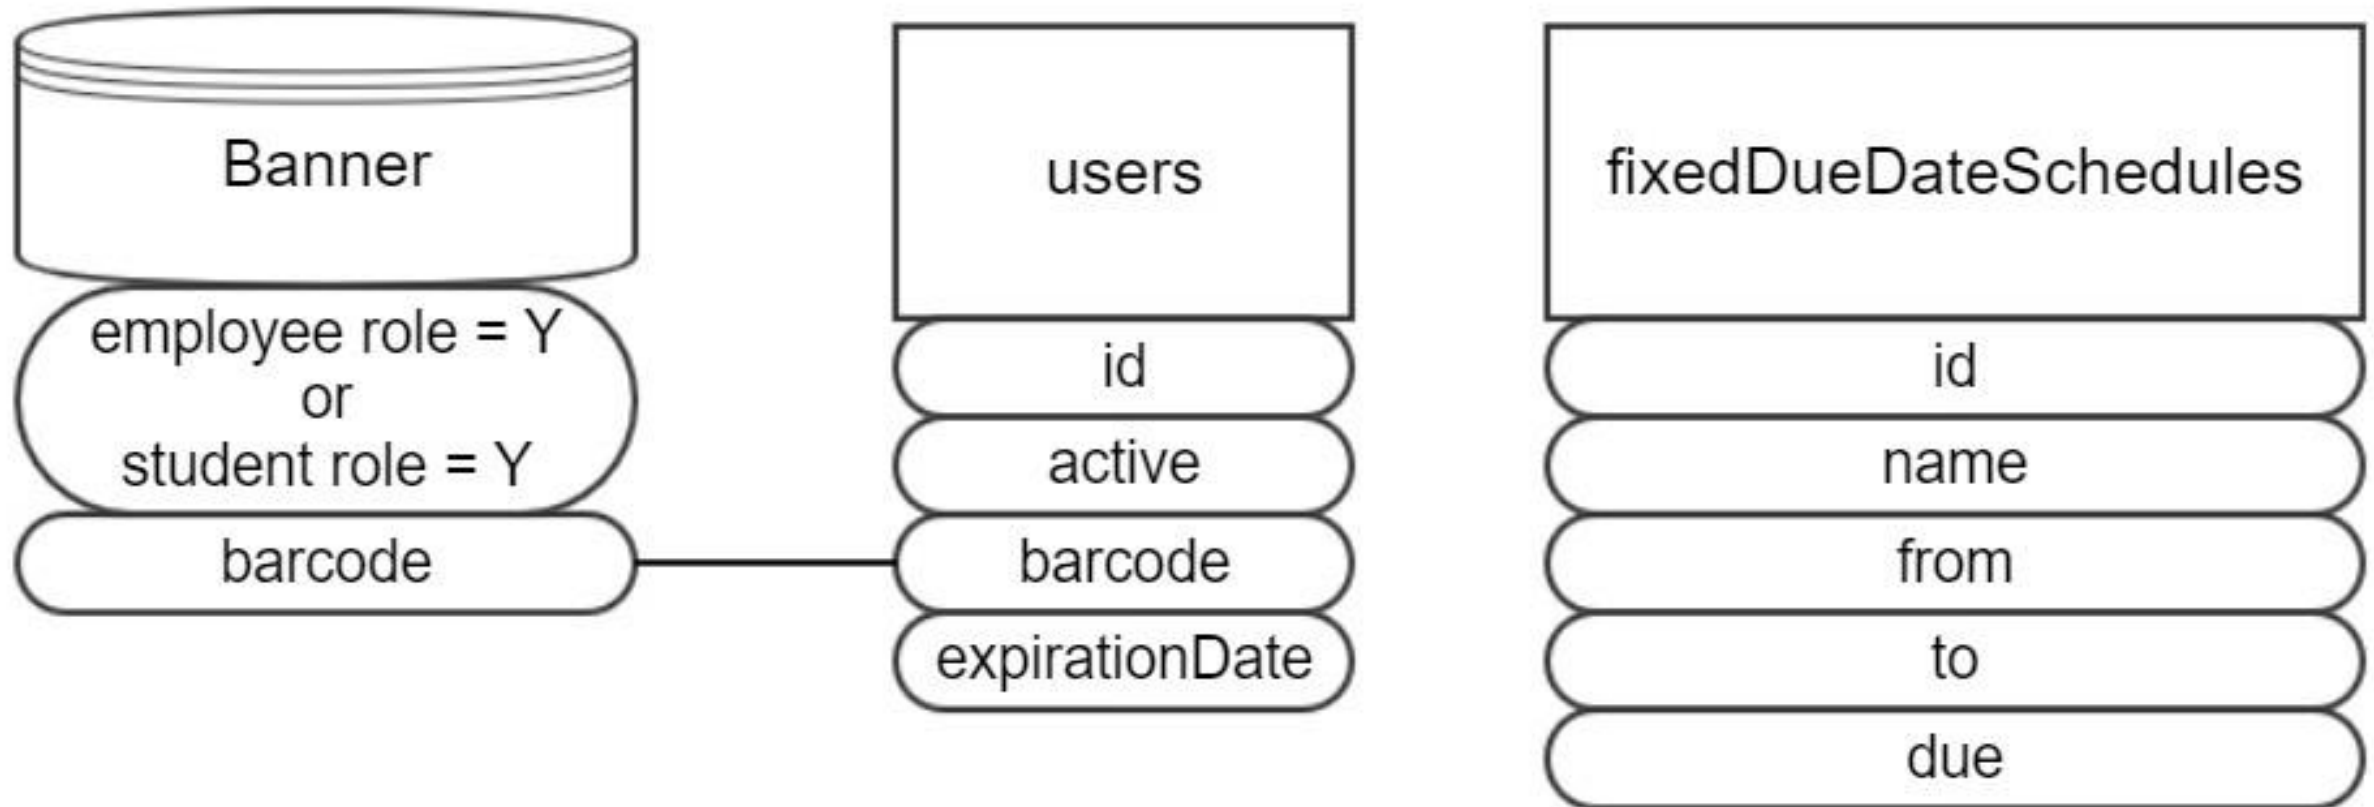 Banner
employee role = Y
or
student role = Y
barcode
users
id
active
barcode
expirationDate
fixedDueDateSchedules
id
name
from
to
due